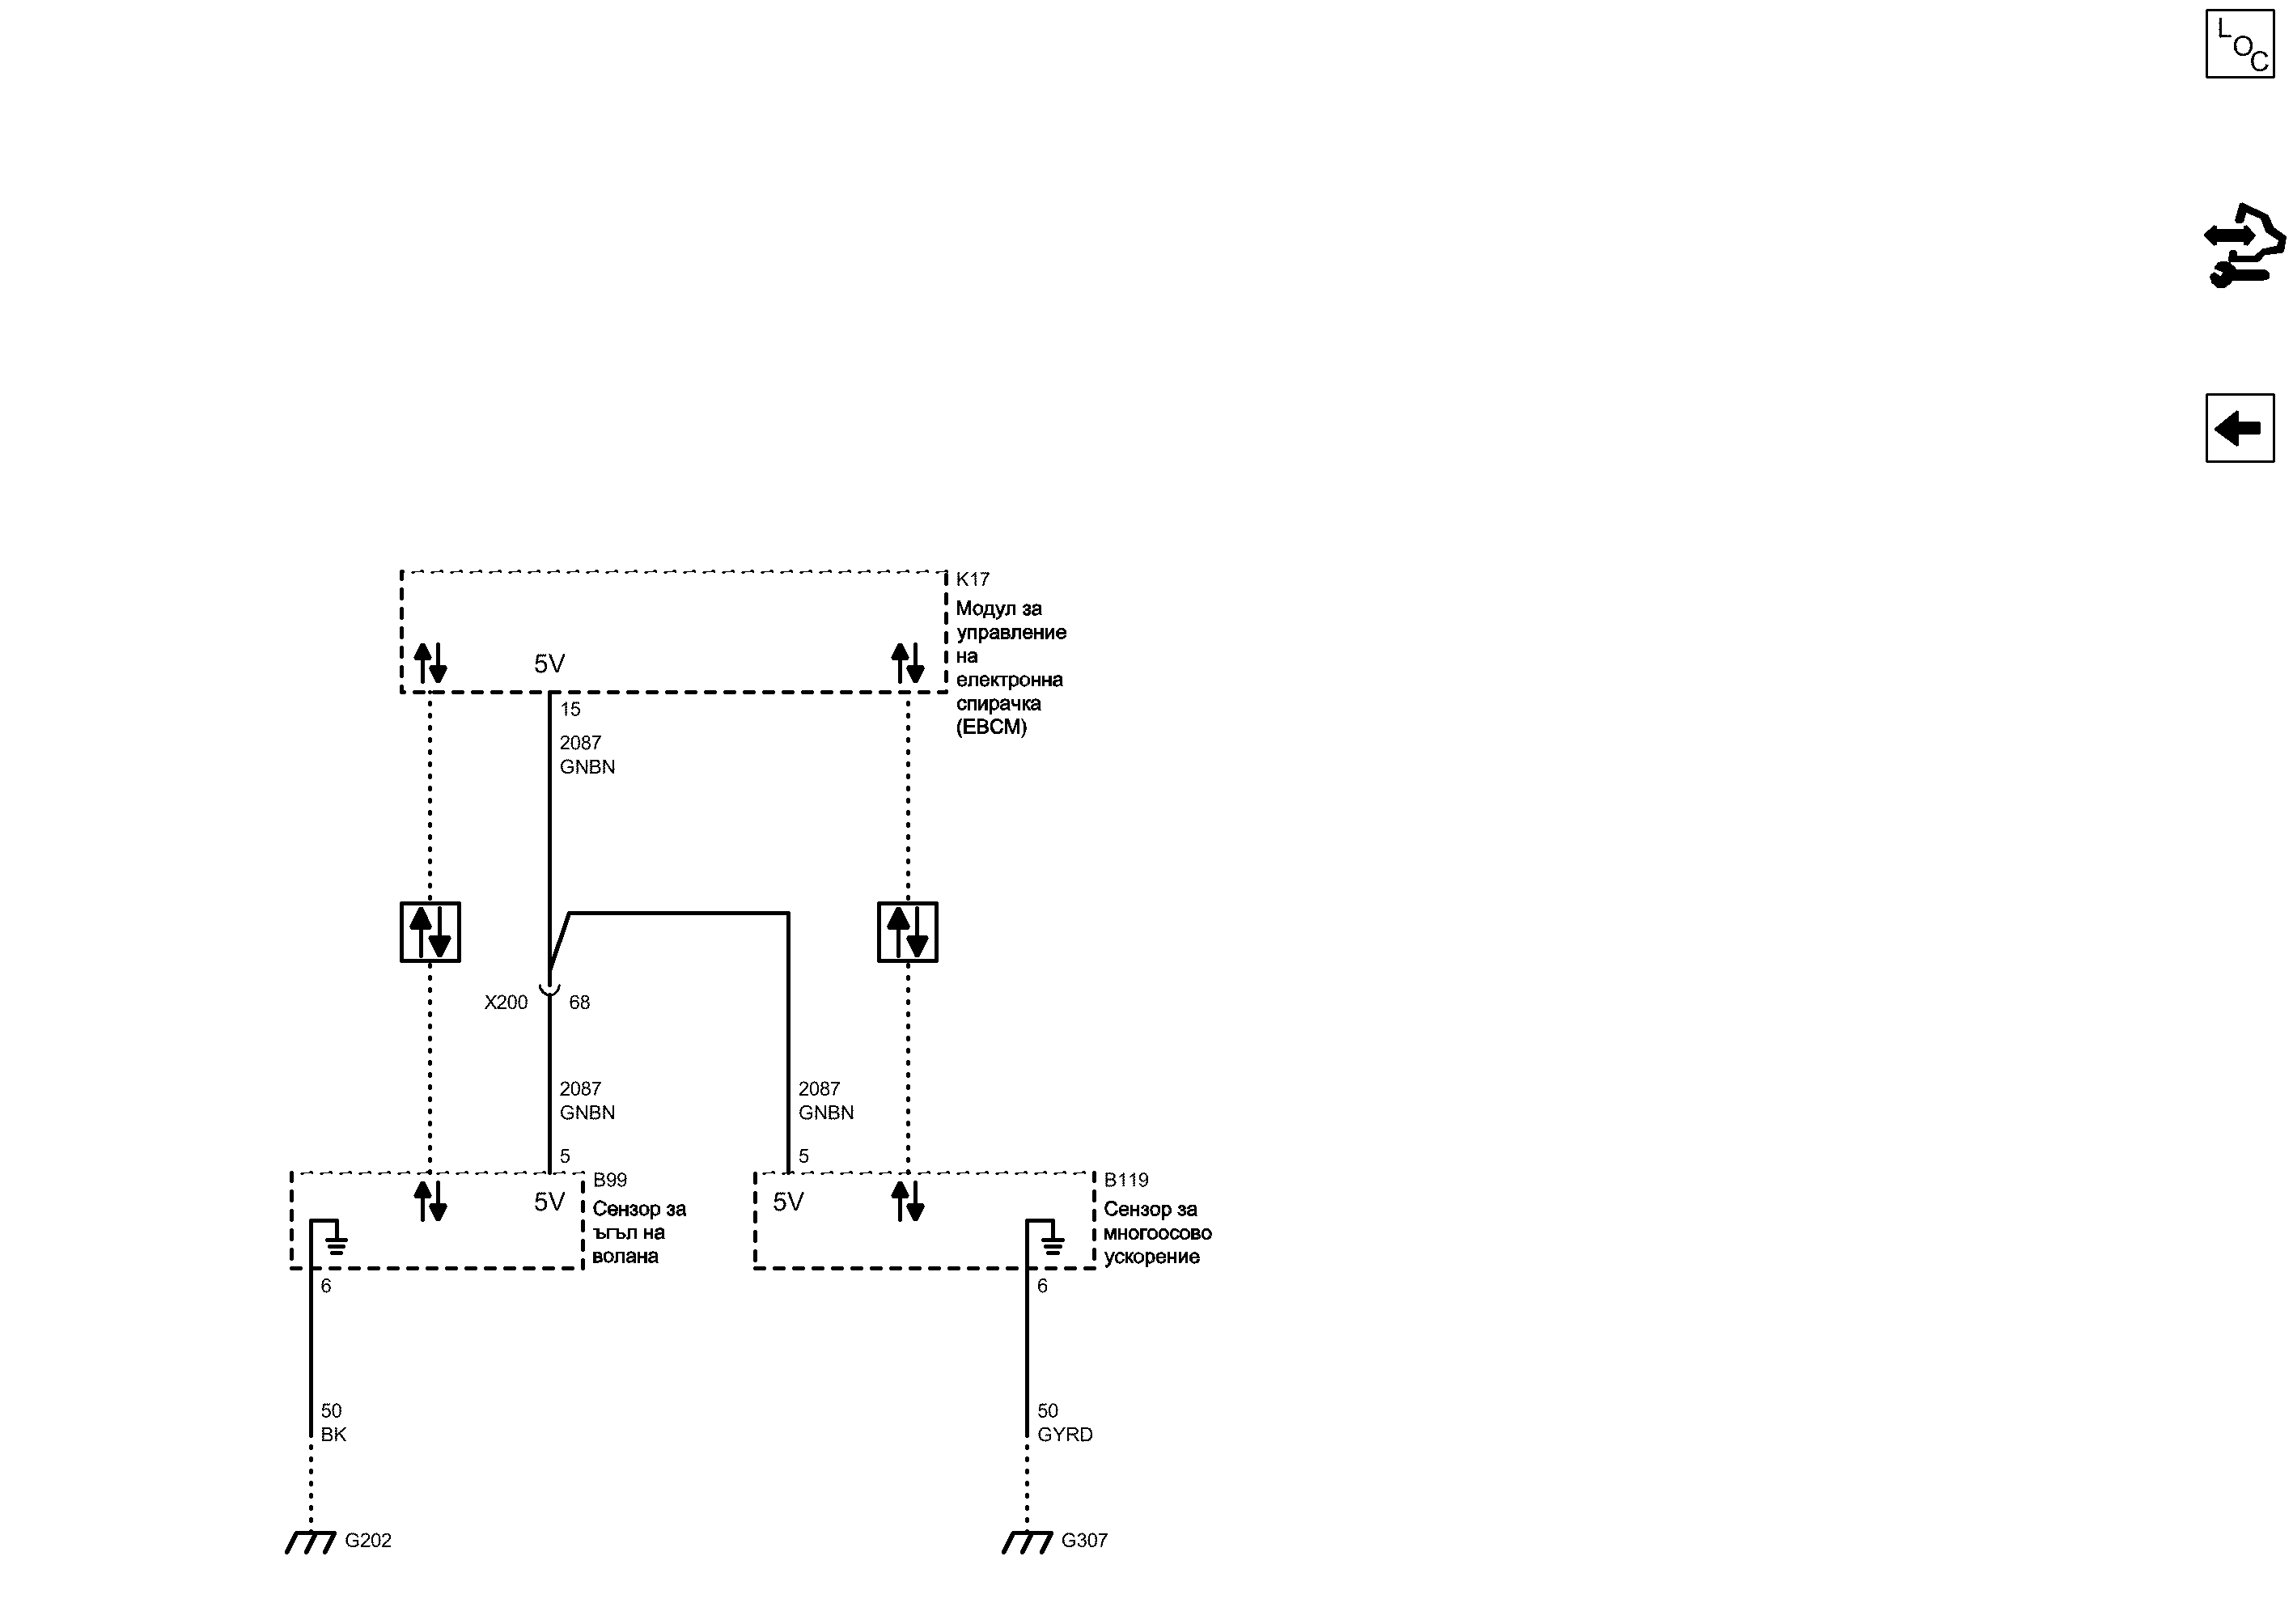 LOC
K17
Модул за
управление
на
електронна
спирачка
(EBCM)
5V
15
2087
GNBN
X200 68
2087
GNBN
2087
GNBN
5
5
B99
Сензор за
ъгъл на
волана
5V
5V
B119
Сензор за
многоосово
ускорение
6
6
50
BK
50
GYRD
G202
G307